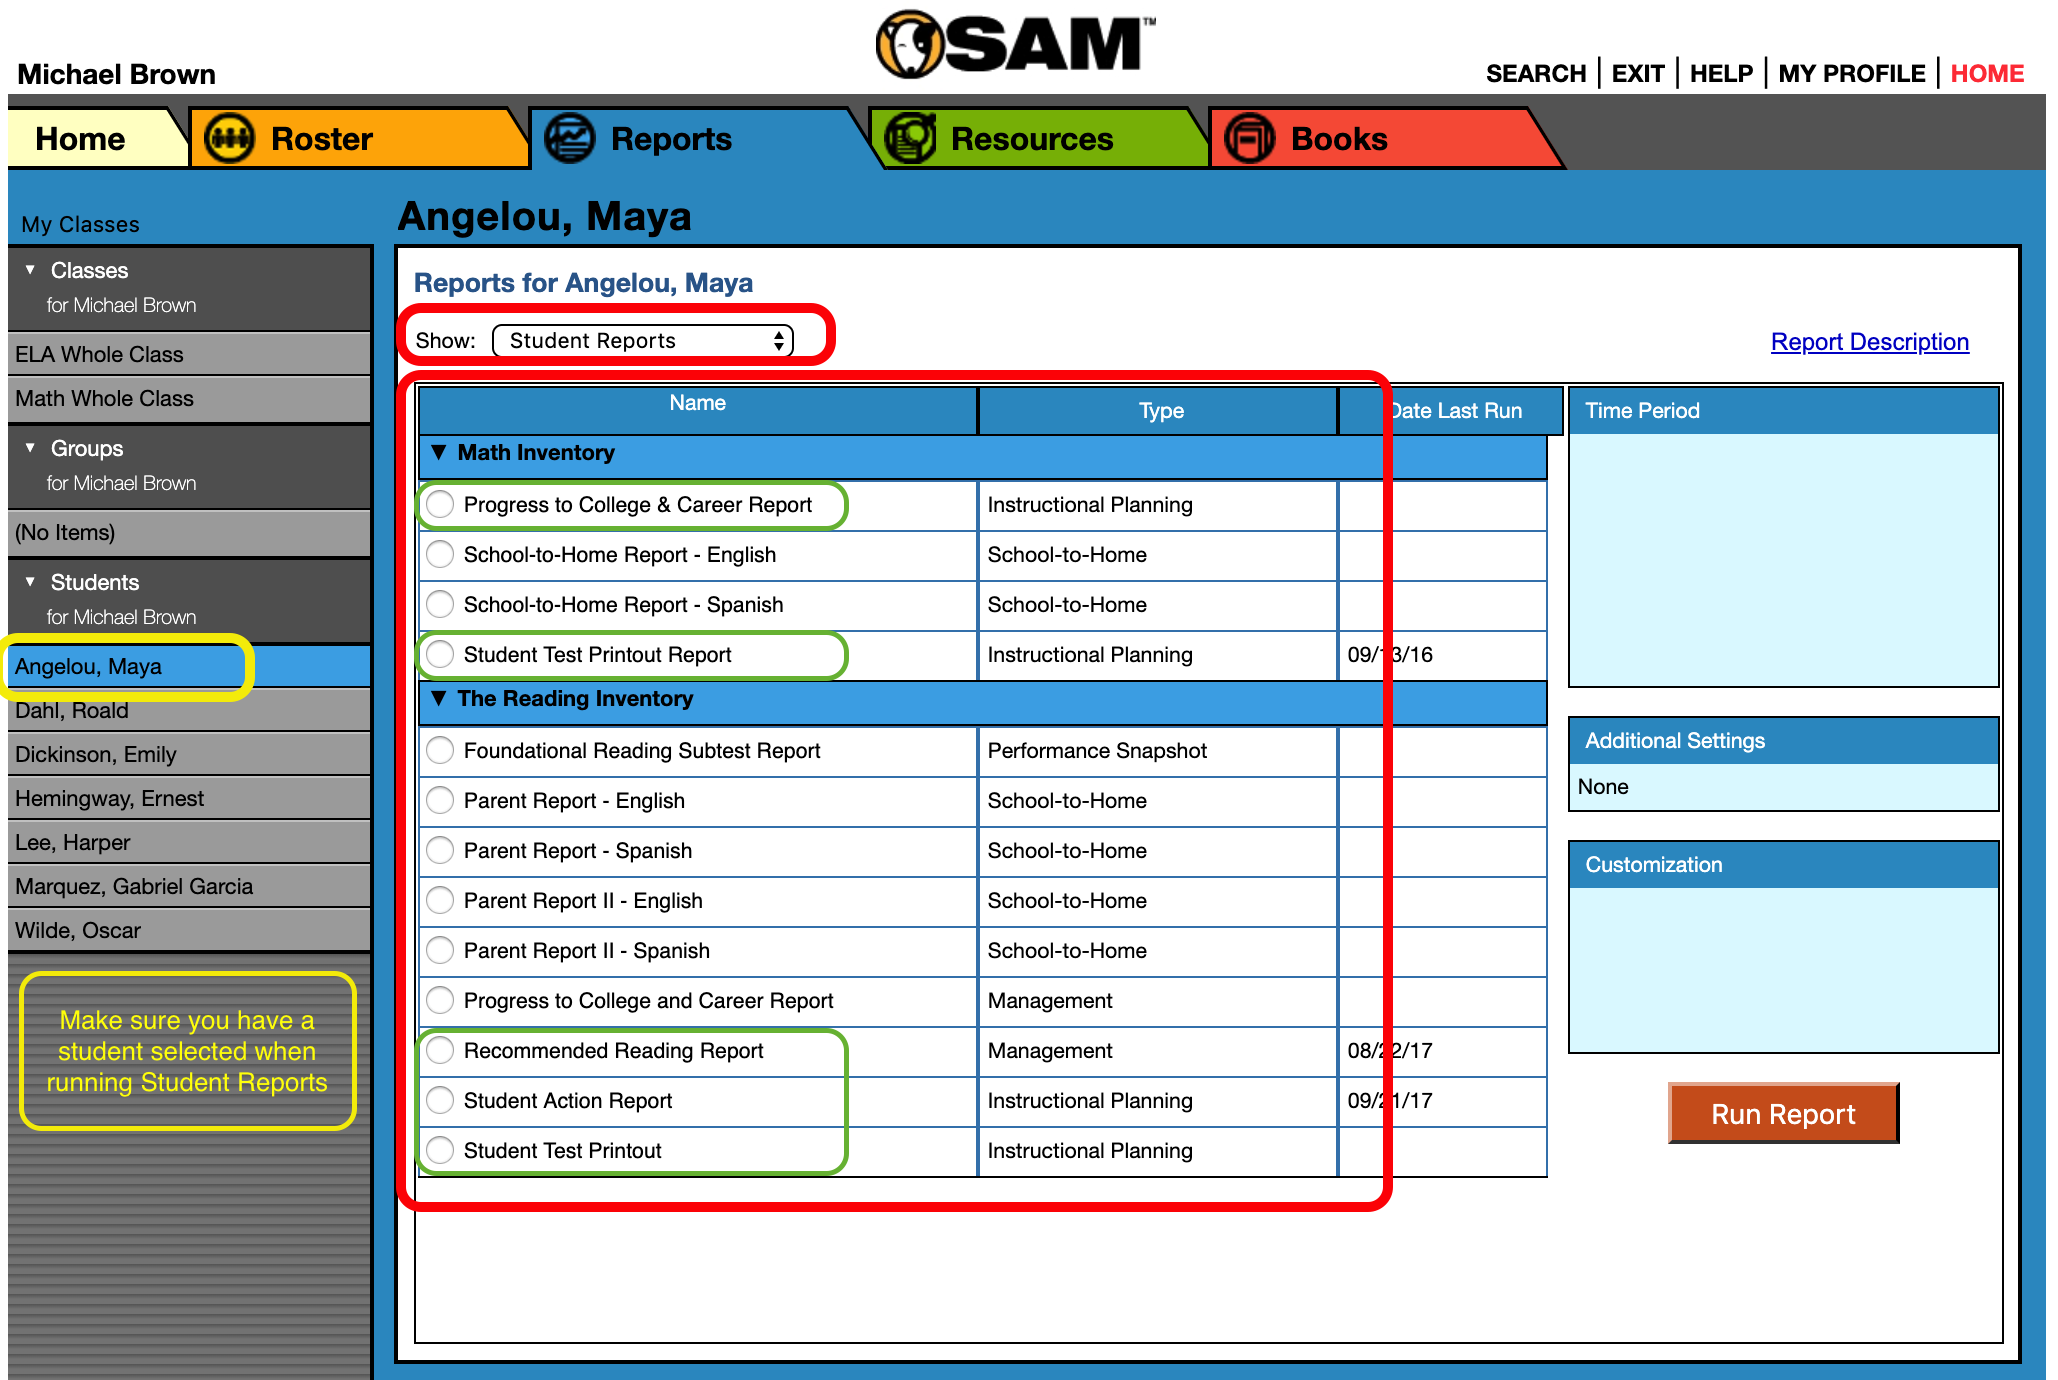 SAM™
Michael Brown
SEARCH | EXIT | HELP | MY PROFILE | HOME
Home
Roster
Reports
Resources
Books
My Classes
▼ Classes
for Michael Brown
ELA Whole Class
Math Whole Class
▼ Groups
for Michael Brown
(No Items)
▼ Students
for Michael Brown
Angelou, Maya
Dahl, Roald
Dickinson, Emily
Hemingway, Ernest
Lee, Harper
Marquez, Gabriel Garcia
Wilde, Oscar
Make sure you have a
student selected when
running Student Reports
Angelou, Maya
Reports for Angelou, Maya
Show: Student Reports
Report Description
Name Type Date Last Run
▼ Math Inventory
Progress to College & Career Report Instructional Planning
School-to-Home Report - English School-to-Home
School-to-Home Report - Spanish School-to-Home
Student Test Printout Report Instructional Planning 09/13/16
▼ The Reading Inventory
Foundational Reading Subtest Report Performance Snapshot
Parent Report - English School-to-Home
Parent Report - Spanish School-to-Home
Parent Report II - English School-to-Home
Parent Report II - Spanish School-to-Home
Progress to College and Career Report Management
Recommended Reading Report Management 08/22/17
Student Action Report Instructional Planning 09/21/17
Student Test Printout Instructional Planning
Time Period
Additional Settings
None
Customization
Run Report